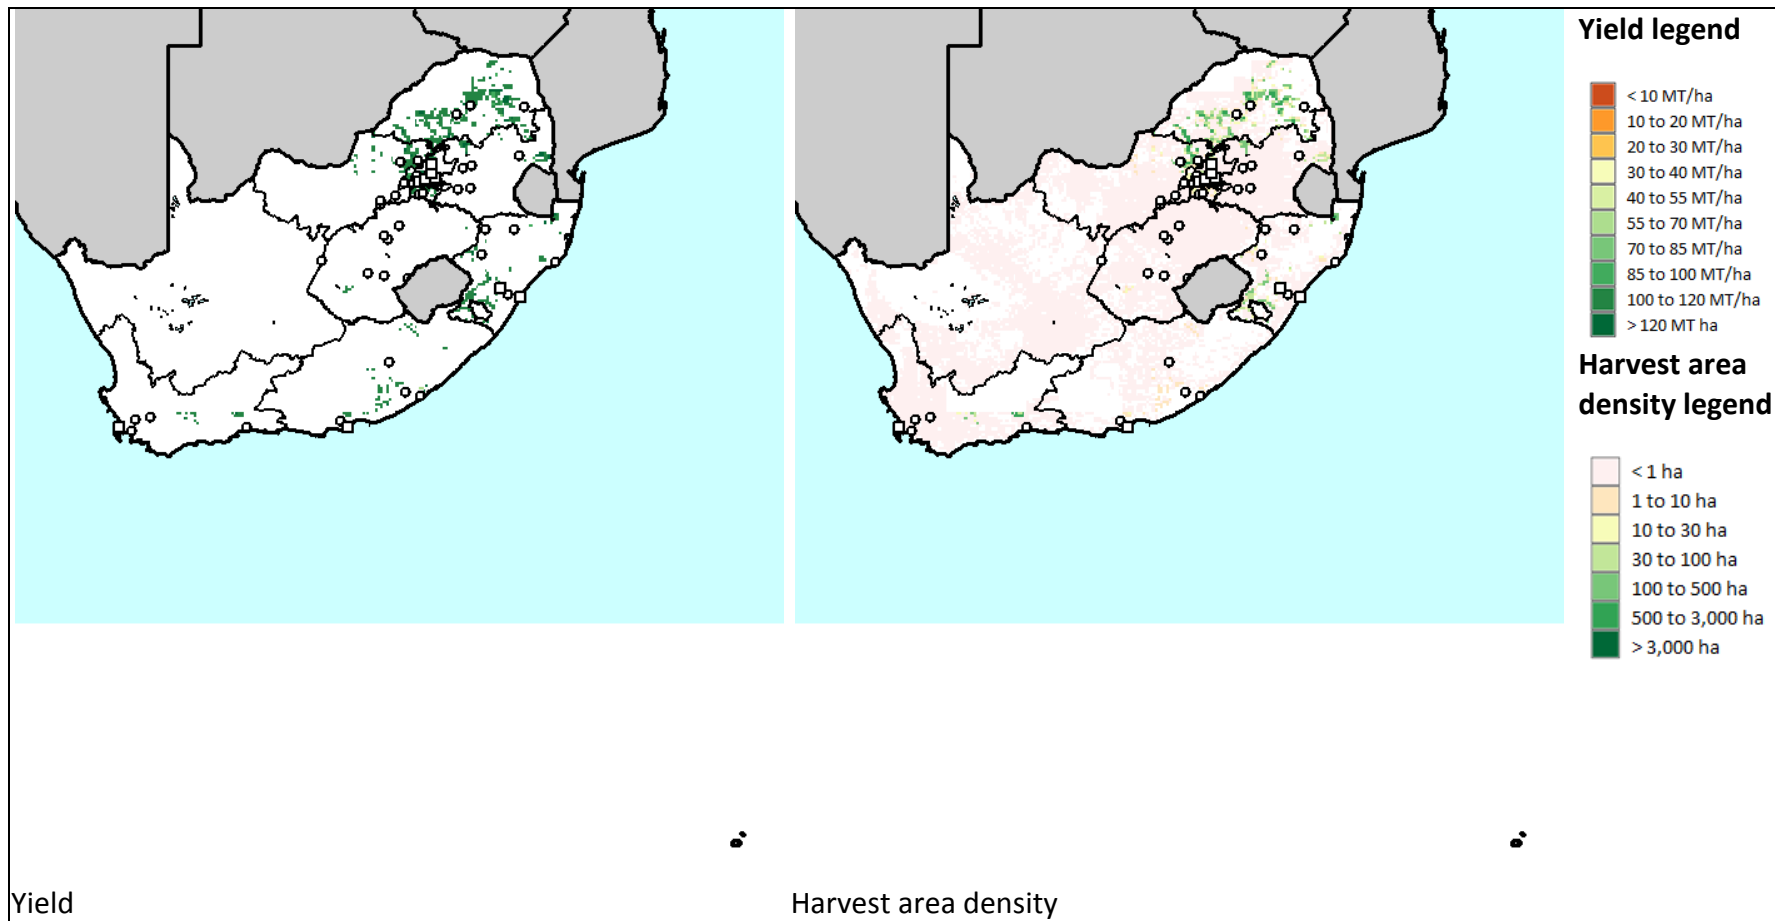 Yield legend
< 10 MT/ha
10 to 20 MT/ha
20 to 30 MT/ha
30 to 40 MT/ha
40 to 55 MT/ha
55 to 70 MT/ha
70 to 85 MT/ha
85 to 100 MT/ha
100 to 120 MT/ha
> 120 MT ha
Harvest area
density legend
< 1 ha
1 to 10 ha
10 to 30 ha
30 to 100 ha
100 to 500 ha
500 to 3,000 ha
> 3,000 ha
Yield
Harvest area density